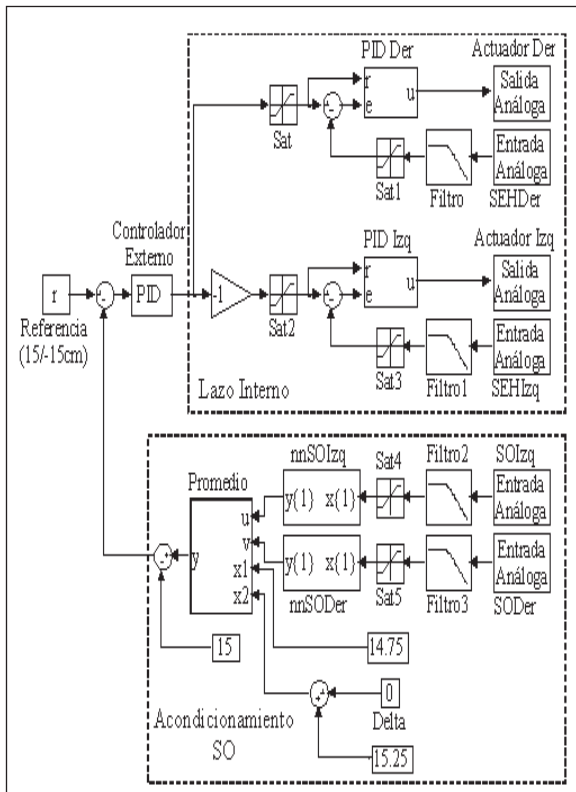 PID Der
Actuador Der
r
e
u
Salida
Análoga
Sat
Sat1
Filtro
Entrada
Análoga
SEHDer
Controlador
Externo
PID Izq
Actuador Izq
r
PID
-1
Sat2
r
e
u
Salida
Análoga
Referencia
(15/-15cm)
Sat3
Filtro1
Entrada
Análoga
SEHIzq
Lazo Interno
nnSOIzq
Sat4
Filtro2
SOIzq
Promedio
y{1}
x{1}
Entrada
Análoga
u
v
x1
x2
y
y{1}
x{1}
Entrada
Análoga
nnSODer
Sat5
Filtro3
SODer
15
14.75
0
Delta
Acondicionamiento
SO
15.25